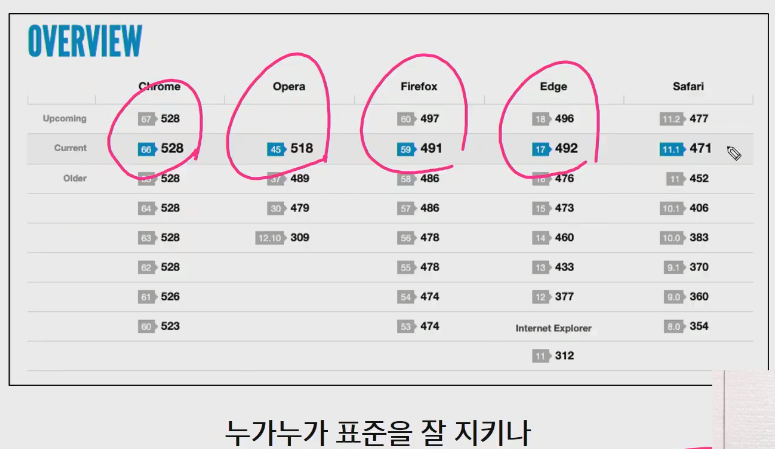 OVERVIEW
Chrome Opera Firefox Edge Safari
Upcoming 67 528 60 497 18 496 11.2 477
Current 66 528 45 518 59 491 17 492 11.1 471
Older 528 489 58 486 476 11 452
64 528 30 479 57 486 15 473 10.1 406
63 528 12.10 309 56 478 14 460 10.0 383
62 528 55 478 13 433 9.1 370
61 526 54 474 12 377 9.0 360
60 523 53 474 Internet Explorer 8.0 354
11 312
누가누가 표준을 잘 지키나